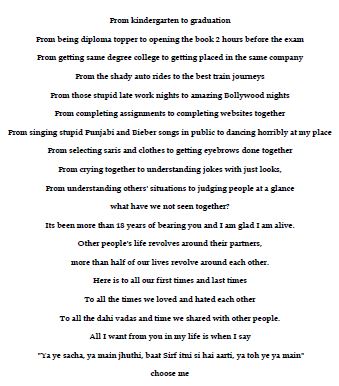 From kindergarten to graduation
From being diploma topper to opening the book 2 hours before the exam
From getting same degree college to getting placed in the same company
From the shady auto rides to the best train journeys
From those stupid late work nights to amazing Bollywood nights
From completing assignments to completing websites together
From singing stupid Punjabi and Bieber songs in public to dancing horribly at my place
From selecting saris and clothes to getting eyebrows done together
From crying together to understanding jokes with just looks,
From understanding others' situations to judging people at a glance
what have we not seen together?
Its been more than 18 years of bearing you and I am glad I am alive.
Other people's life revolves around their partners,
more than half of our lives revolve around each other.
Here is to all our first times and last times
To all the times we loved and hated each other
To all the dahi vadas and time we shared with other people.
All I want from you in my life is when I say
"Ya ye sacha, ya main jhuthi, baat Sirf itni si hai aarti, ya toh ye ya main"
choose me